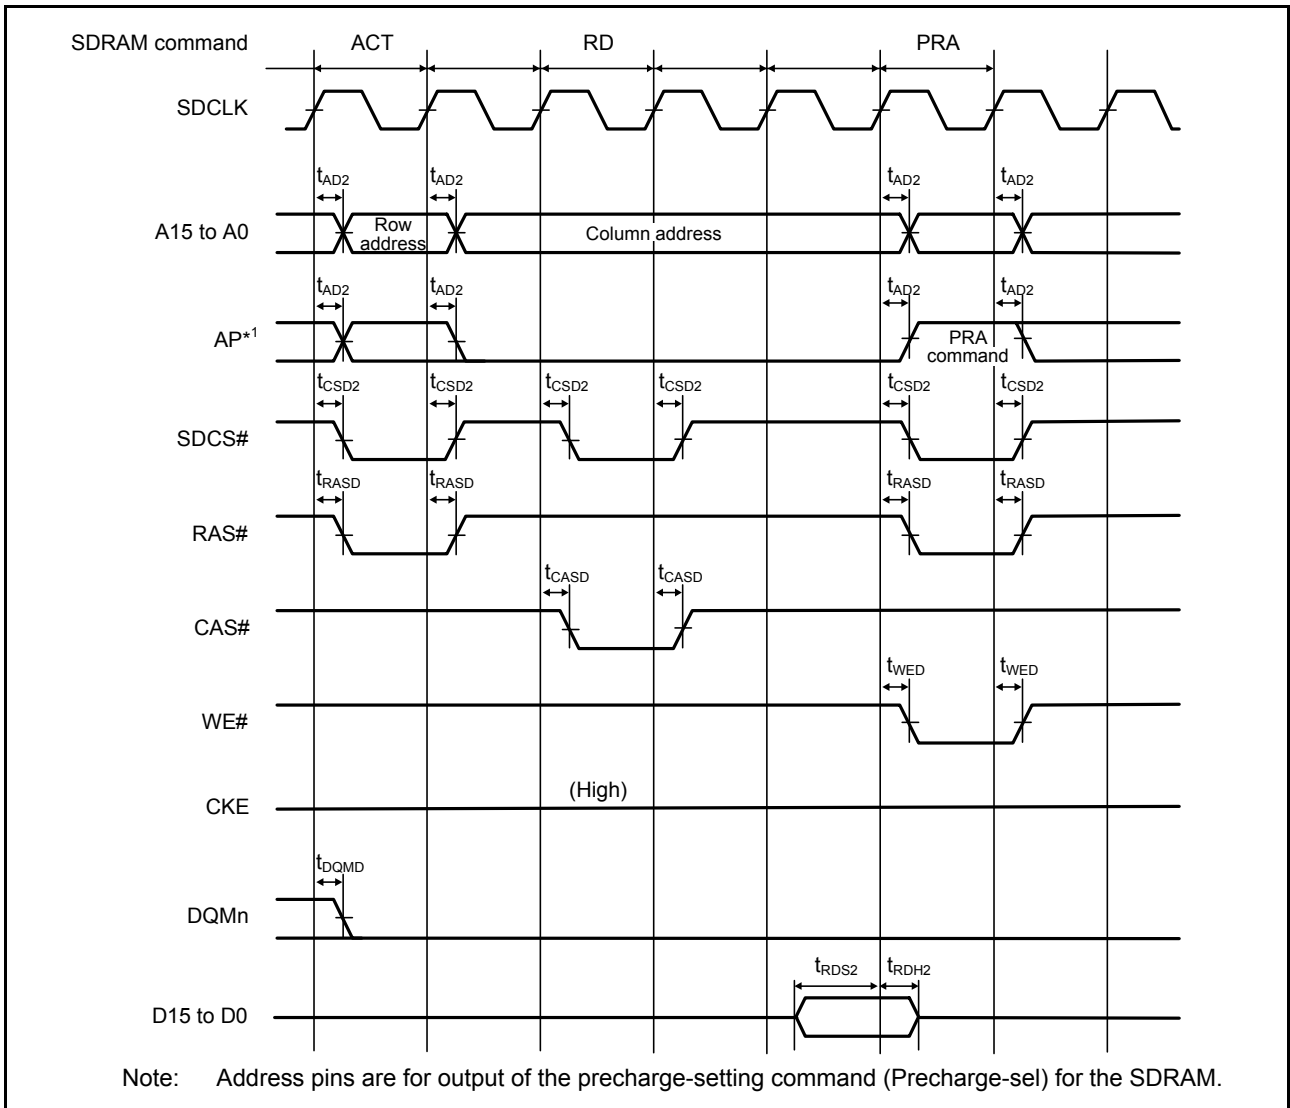 SDRAM command ACT RD PRA
SDCLK
tAD2 tAD2 tAD2 tAD2
A15 to A0 Row address Column address
tAD2 tAD2 tAD2 tAD2
AP*1 PRA command
tCSD2 tCSD2 tCSD2 tCSD2 tCSD2 tCSD2
SDCS#
tRASD tRASD tRASD tRASD
RAS#
tCASD tCASD
CAS#
tWED tWED
WE#
(High)
CKE
tDQMD
DQMn
tRDS2 tRDH2
D15 to D0
Note: Address pins are for output of the precharge-setting command (Precharge-sel) for the SDRAM.